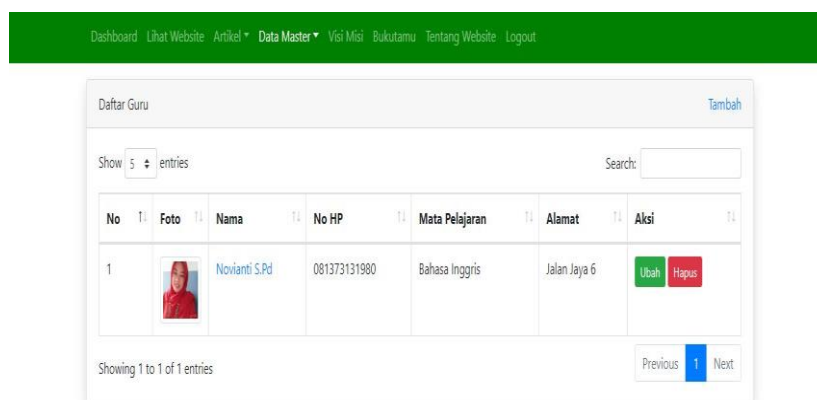 Dashboard Lihat Website Artikel Data Master Visi Misi Bukutamu Tentang Website Logout
Daftar Guru Tambah
Show 5 entries Search:
No Foto Nama No HP Mata Pelajaran Alamat Aksi
1 Novianti S.Pd 081373131980 Bahasa Inggris Jalan Jaya 6 Ubah Hapus
Showing 1 to 1 of 1 entries Previous 1 Next